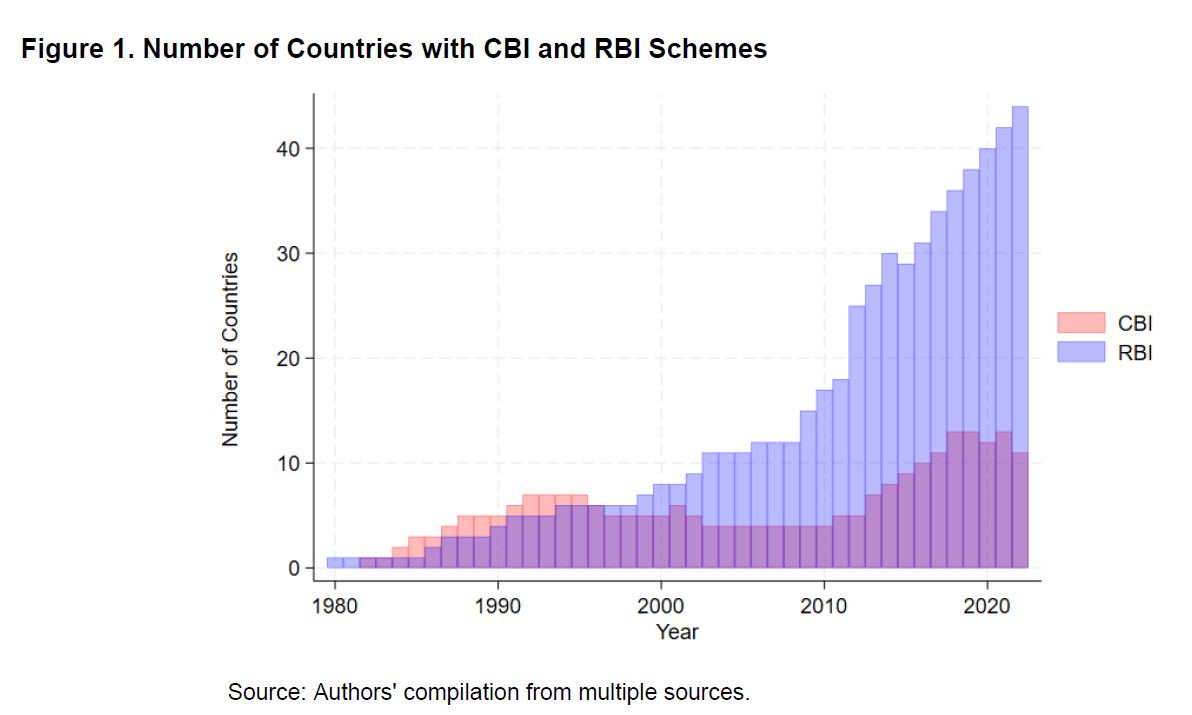 Figure 1. Number of Countries with CBI and RBI Schemes
Number of Countries
40
30
20
10
0
1980 1990 2000 2010 2020
Year
CBI
RBI
Source: Authors' compilation from multiple sources.